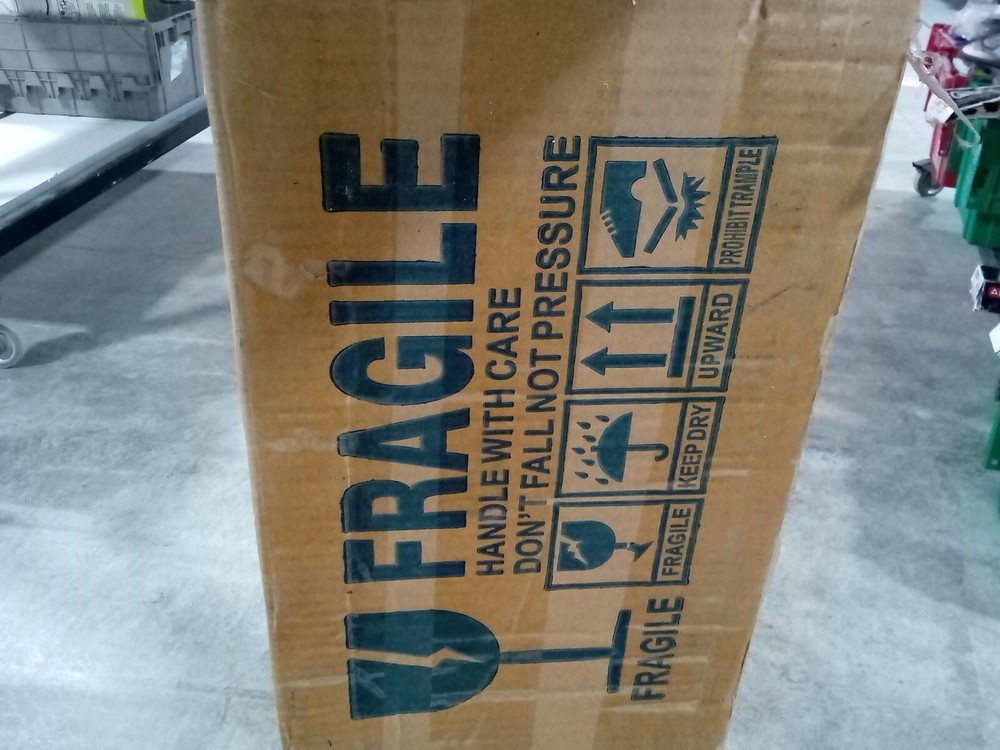 FRAGILE
HANDLE WITH CARE
DON'T FALL NOT PRESSURE
FRAGILE
FRAGILE
KEEP DRY
UPWARD
PROHIBIT TRAMPLE